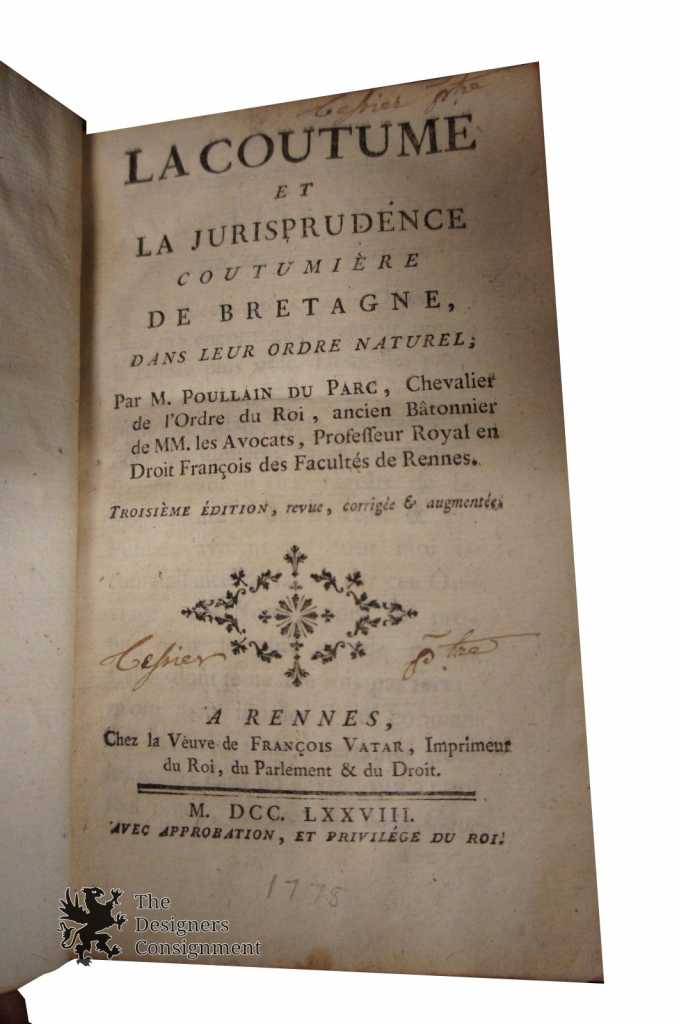 ptre
LA COUTUME
ET
LA JURISPRUDENCE
COUTUMIÈRE
DE BRETAGNE,
DANS LEUR ORDRE NATUREL;
Par M. POULLAIN DU PARC, Chevalier
de l'Ordre du Roi, ancien Bâtonnier
de MM. les Avocats, Professeur Royal en
Droit François des Facultés de Rennes.
TROISIÈME ÉDITION, revue, corrigée & augmentée.
ptre
A RENNES,
Chez la Veuve de FRANÇOIS VATAR, Imprimeur
du Roi, du Parlement & du Droit.
M. DCC. LXXVIII.
AVEC APPROBATION, ET PRIVILÉGE DU ROI.
1778
The
Designers
Consignment